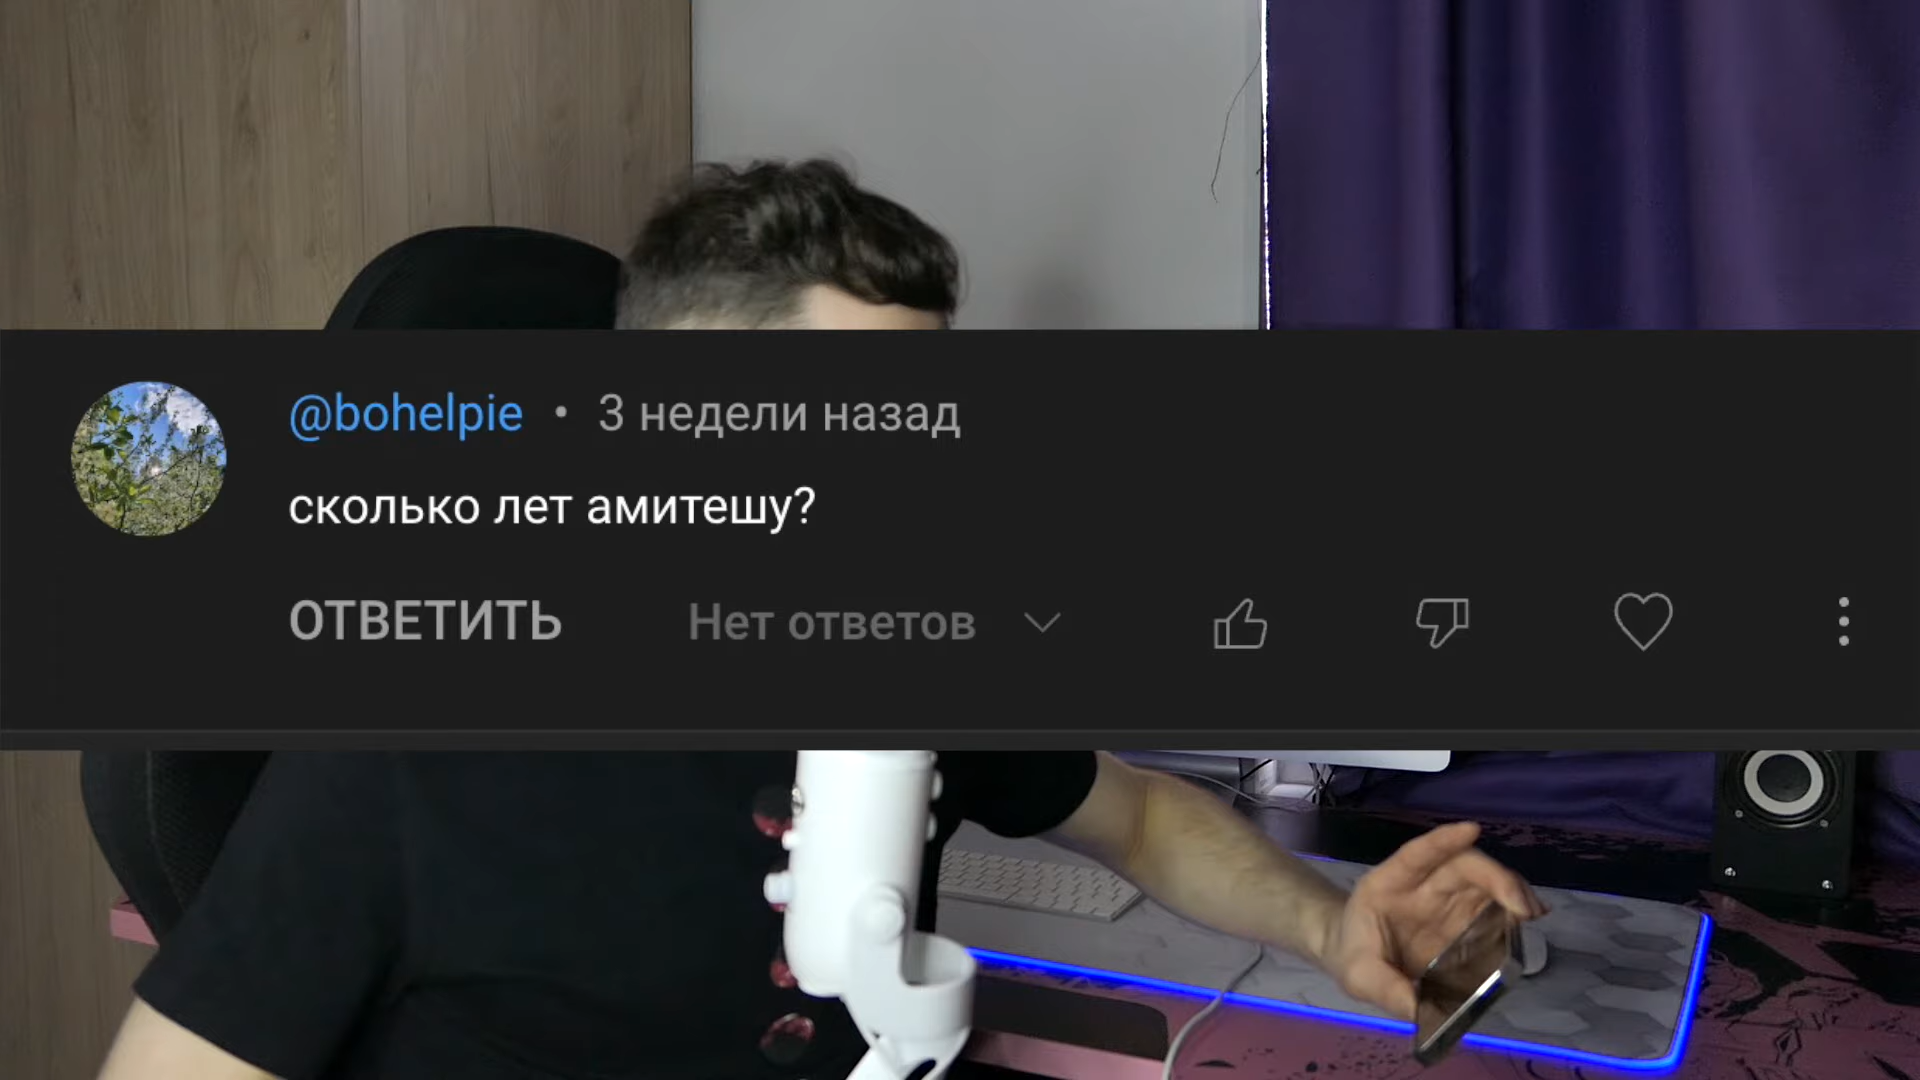 @bohelpie • 3 недели назад
сколько лет амитешу?
ОТВЕТИТЬ Нет ответов